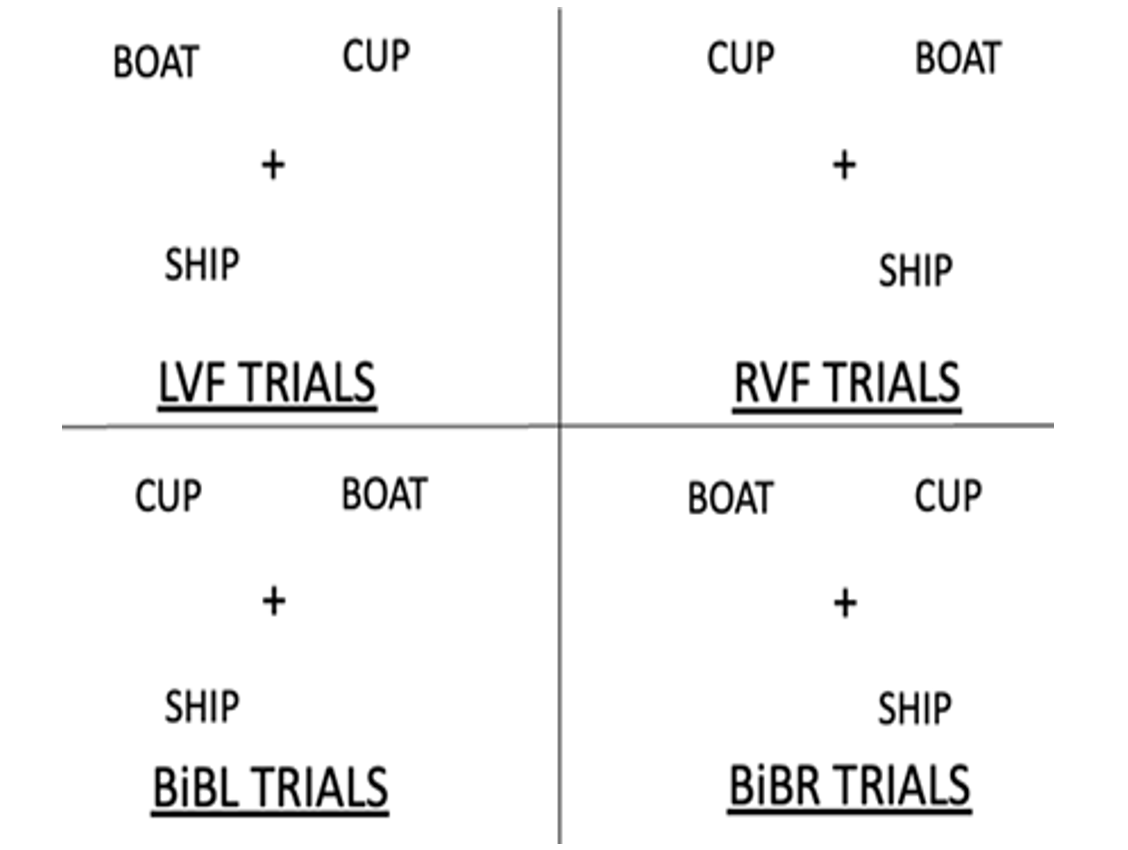 BOAT CUP
+
SHIP
LVF TRIALS
CUP BOAT
+
SHIP
RVF TRIALS
CUP BOAT
+
SHIP
BiBL TRIALS
BOAT CUP
+
SHIP
BiBR TRIALS